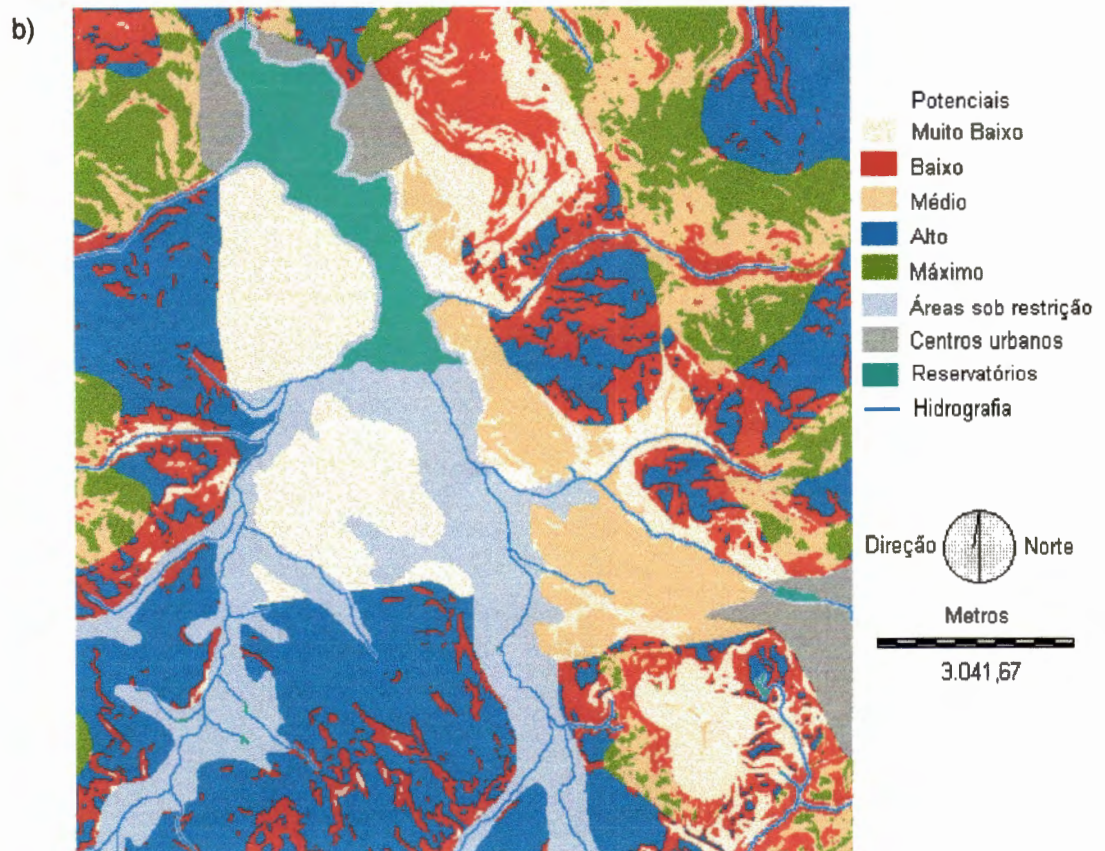 b)
Potenciais
Muito Baixo
Baixo
Médio
Alto
Máximo
Áreas sob restrição
Centros urbanos
Reservatórios
Hidrografia
Direção Norte
Metros
3.041,67